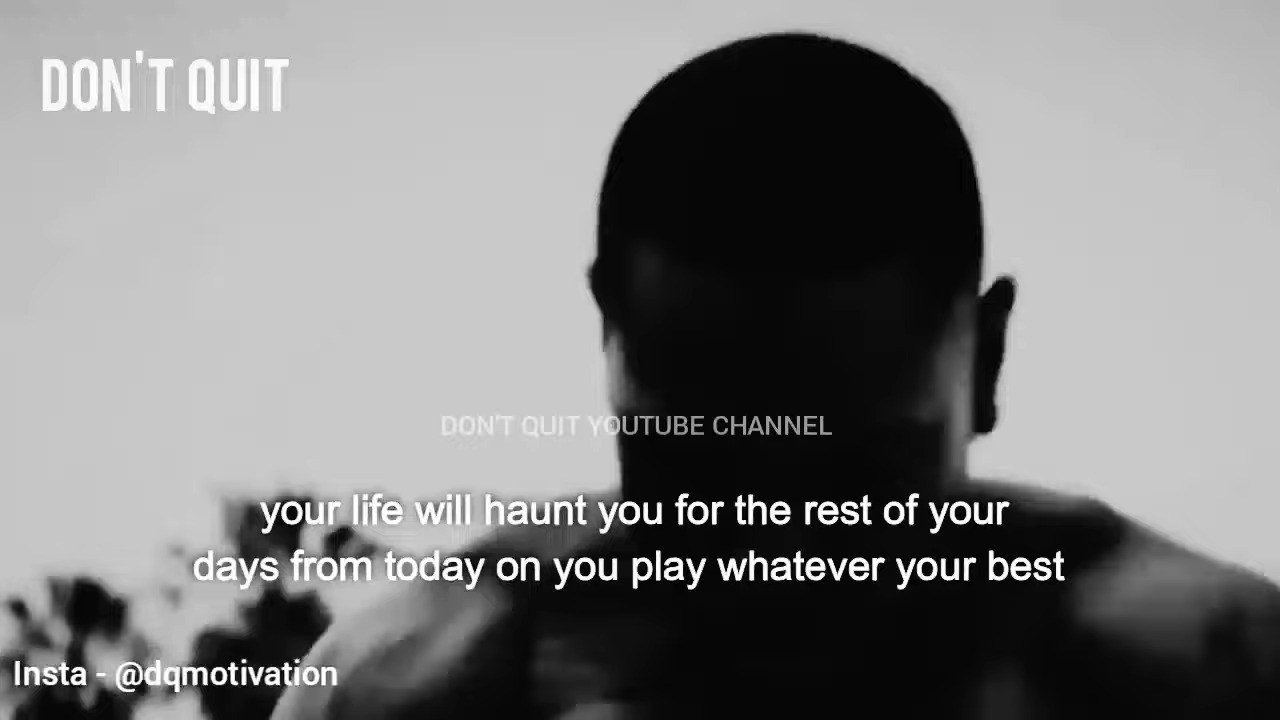 DON'T QUIT
DON'T QUIT YOUTUBE CHANNEL
your life will haunt you for the rest of your
days from today on you play whatever your best
Insta - @dqmotivation